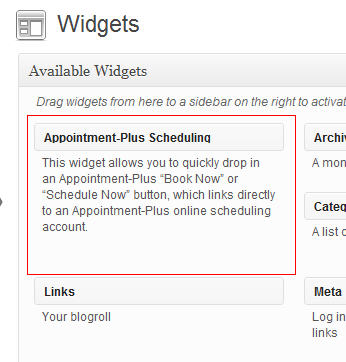 Widgets
Available Widgets
Drag widgets from here to a sidebar on the right to activat
Appointment-Plus Scheduling
This widget allows you to quickly drop in
an Appointment-Plus “Book Now” or
“Schedule Now” button, which links directly
to an Appointment-Plus online scheduling
account.
Archi
A mon
Categ
A list o
Links
Your blogroll
Meta
Log in
links